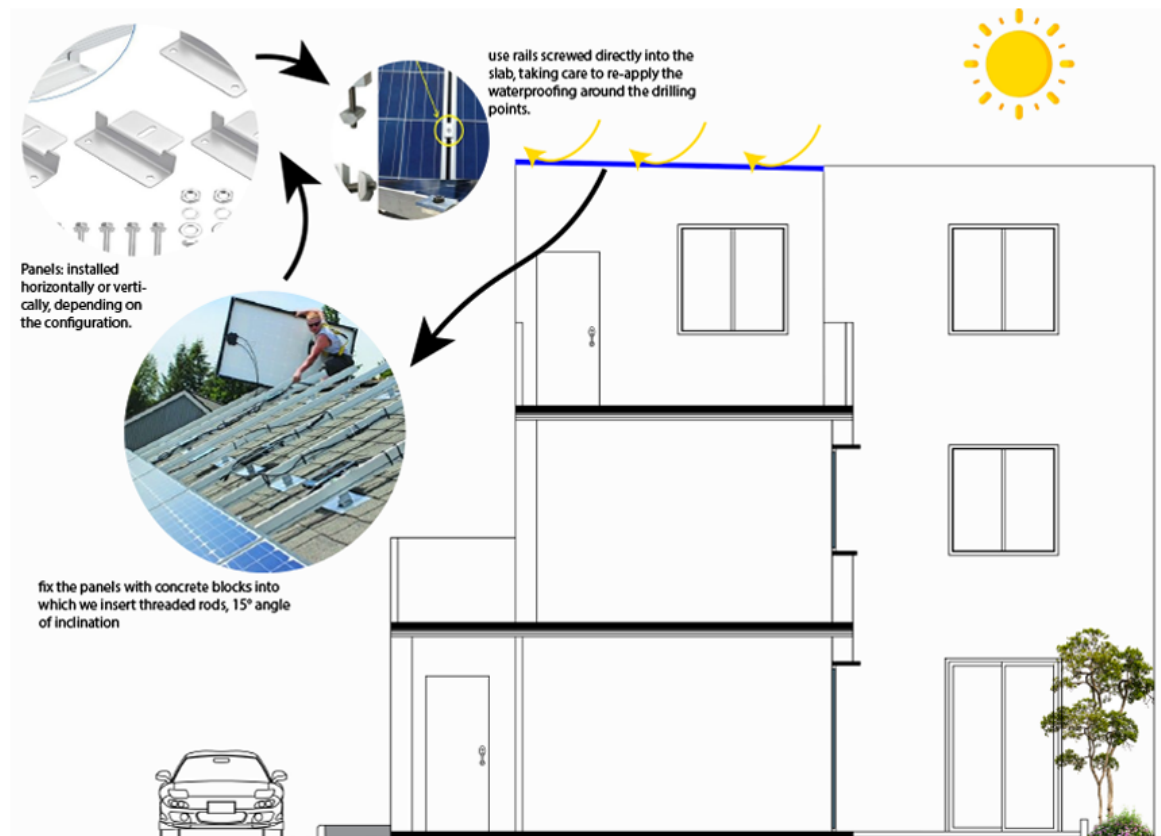 use rails screwed directly into the
slab, taking care to re-apply the
waterproofing around the drilling
points.
Panels: installed
horizontally or verti-
cally, depending on
the configuration.
fix the panels with concrete blocks into
which we insert threaded rods, 15° angle
of inclination